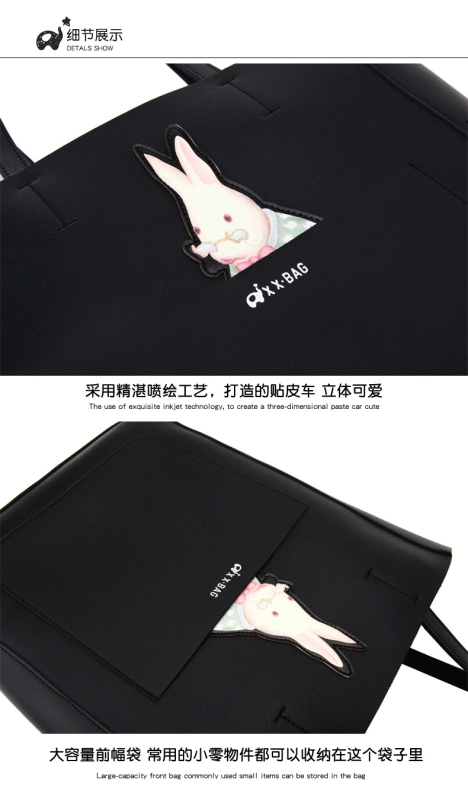 细节展示
DETALS SHOW
XX·BAG
采用精湛喷绘工艺，打造的贴皮车 立体可爱
The use of exquisite inkjet technology, to create a three-dimensional paste car cute
XX·BAG
大容量前幅袋 常用的小零物件都可以收纳在这个袋子里
Large-capacity front bag commonly used small items can be stored in the bag